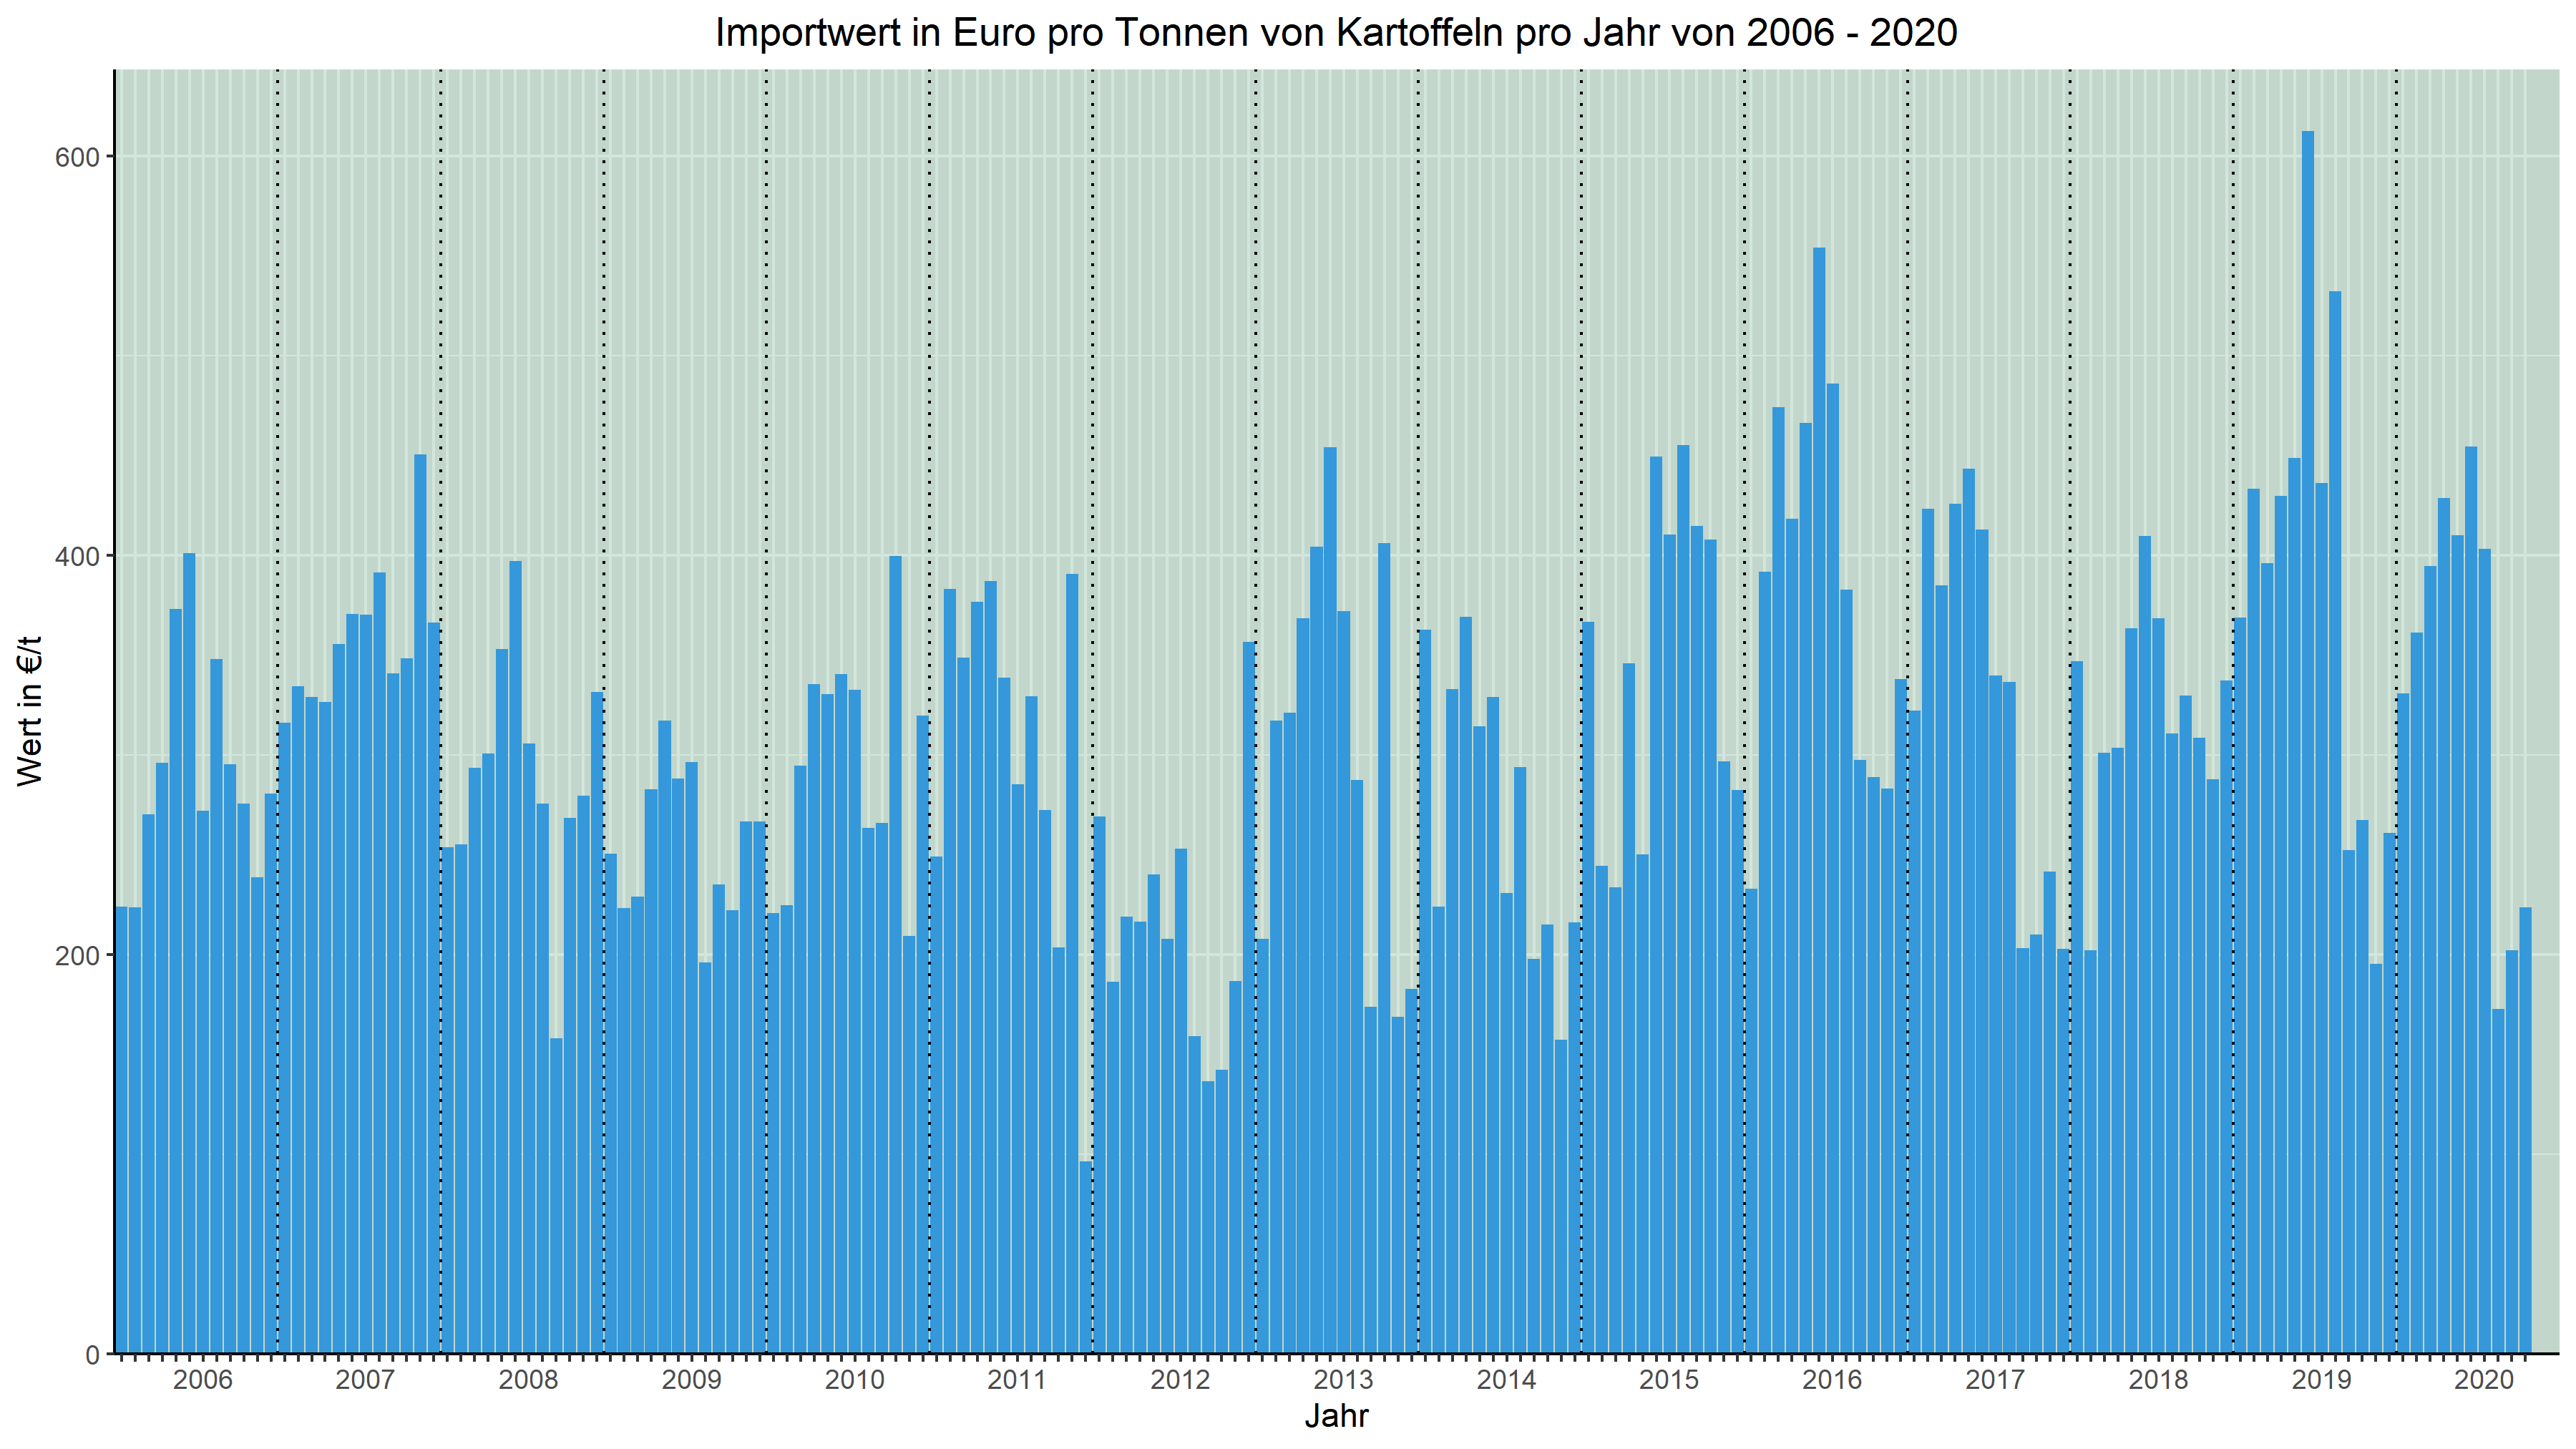 Importwert in Euro pro Tonnen von Kartoffeln pro Jahr von 2006 - 2020
Wert in €/t
600
400
200
0
2006 2007 2008 2009 2010 2011 2012 2013 2014 2015 2016 2017 2018 2019 2020
Jahr